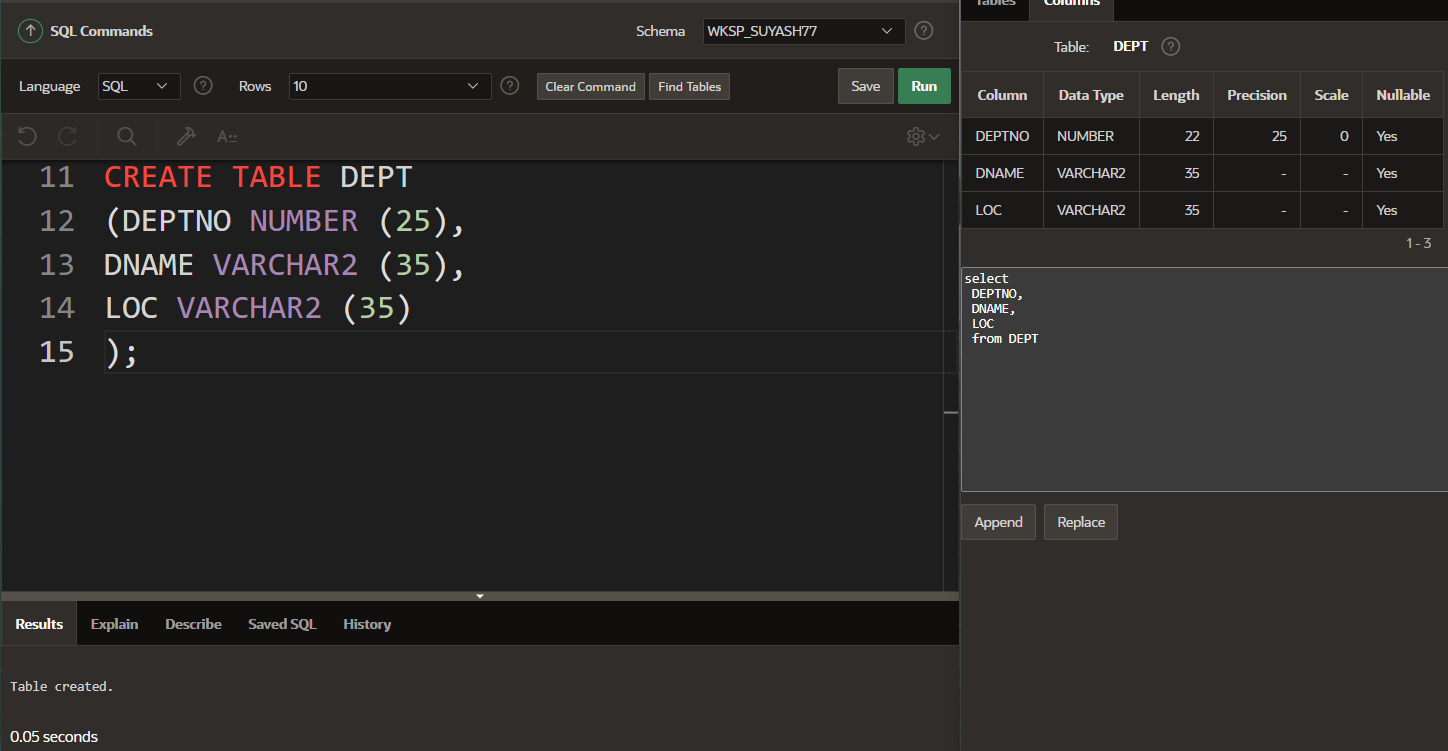 SQL Commands
Schema WKSP_SUYASH77 ?
Language SQL ? Rows 10 ? Clear Command Find Tables Save Run
A::
11 CREATE TABLE DEPT
12 (DEPTNO NUMBER (25),
13 DNAME VARCHAR2 (35),
14 LOC VARCHAR2 (35)
15 );
Results Explain Describe Saved SQL History
Table created.
0.05 seconds
Tables Columns
Table: DEPT ?
Column Data Type Length Precision Scale Nullable
DEPTNO NUMBER 22 25 0 Yes
DNAME VARCHAR2 35 - - Yes
LOC VARCHAR2 35 - - Yes
1 - 3
select
DEPTNO,
DNAME,
LOC
from DEPT
Append Replace